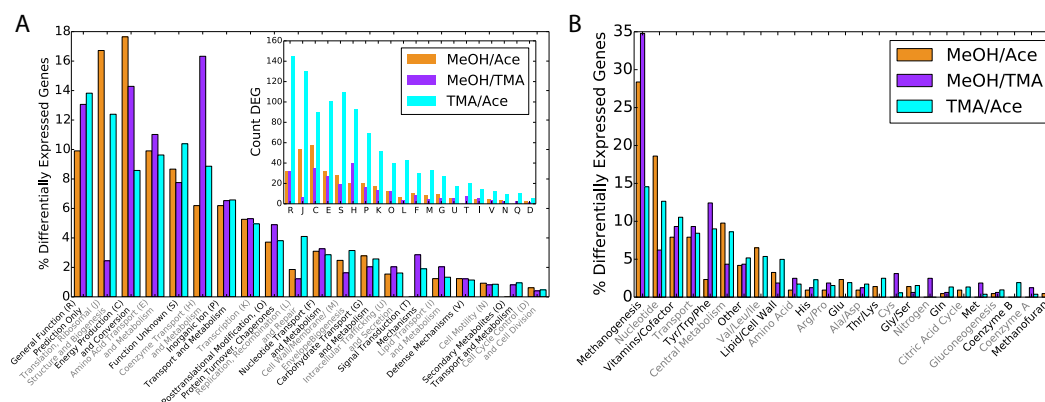 A
% Differentially Expressed Genes
18
16
14
12
10
8
6
4
2
0
Count DEG
160
140
120
100
80
60
40
20
0
R J C E S H P K O L F M G U T I V N Q D
MeOH/Ace
MeOH/TMA
TMA/Ace
General Function (R)
Prediction Only
Translation, Ribosomal (J)
Structure and Biogenesis
Energy Production (C)
and Conversion
Amino Acid Transport (E)
and Metabolism
Function Unknown (S)
Coenzyme Transport (H)
and Metabolism
Inorganic Ion (P)
Transport and Metabolism
Transcription (K)
Posttranslational Modification, (O)
Protein Turnover, Chaperones
Replication, Recombination (L)
and Repair
Nucleotide Transport (F)
and Metabolism
Cell Wall/Membrane/ (M)
Carbohydrate Transport (G)
and Metabolism
Intracellular Trafficking (U)
and Secretion
Signal Transduction (T)
Mechanisms
Lipid Transport (I)
and Metabolism
Defense Mechanisms (V)
Cell Motility (N)
Secondary Metabolites (Q)
Transport and Metabolism
Cell Cycle Control (D)
and Cell Division
B
% Differentially Expressed Genes
35
30
25
20
15
10
5
0
MeOH/Ace
MeOH/TMA
TMA/Ace
Methanogenesis
Nucleotide
Vitamins/Cofactor
Transport
Tyr/Trp/Phe
Central Metabolism
Other
Val/Leu/Ile
Lipid/Cell Wall
Amino Acid
His
Arg/Pro
Glu
Ala/Asp
Thr/Lys
Cys
Gly/Ser
Nitrogen
Gln
Citric Acid Cycle
Met
Gluconeogenesis
Coenzyme B
Coenzyme A
Methanofuran